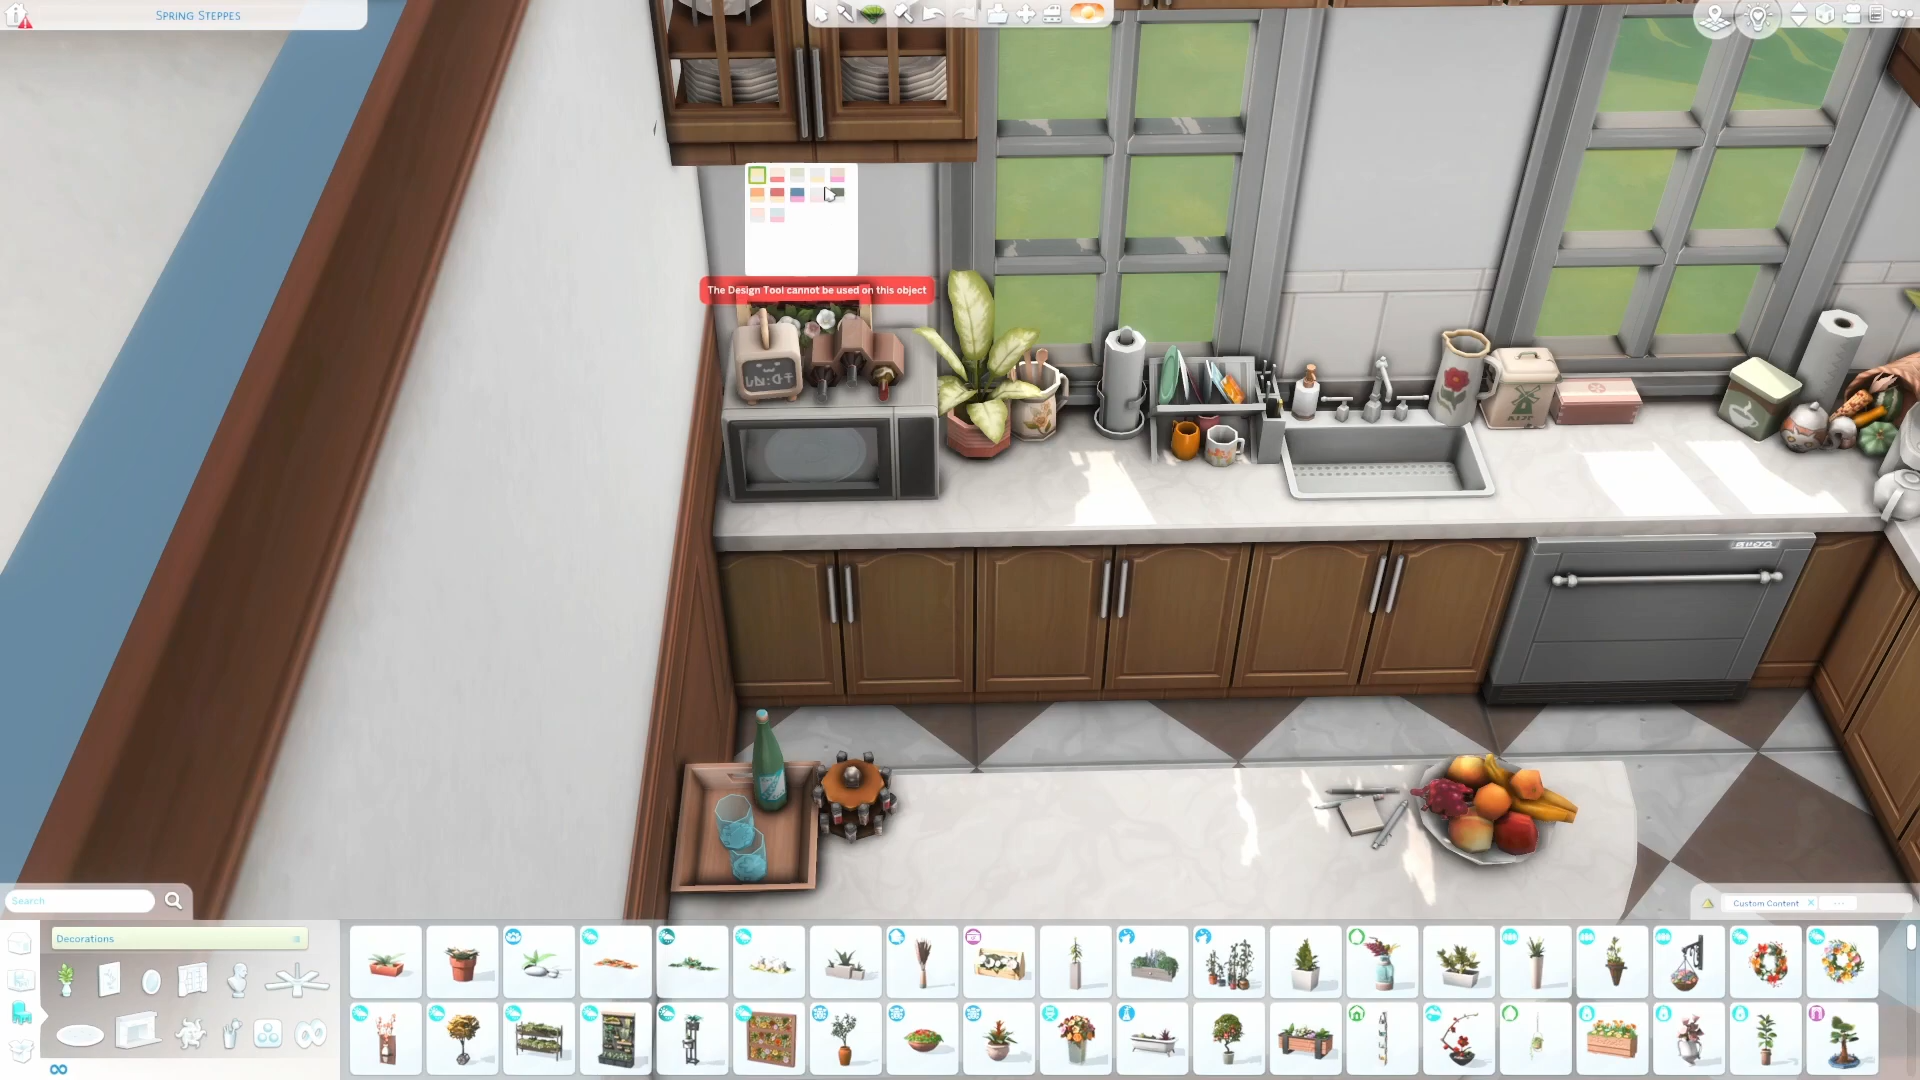 Spring Steppes
The Design Tool cannot be used on this object
Search
Custom Content
Decorations